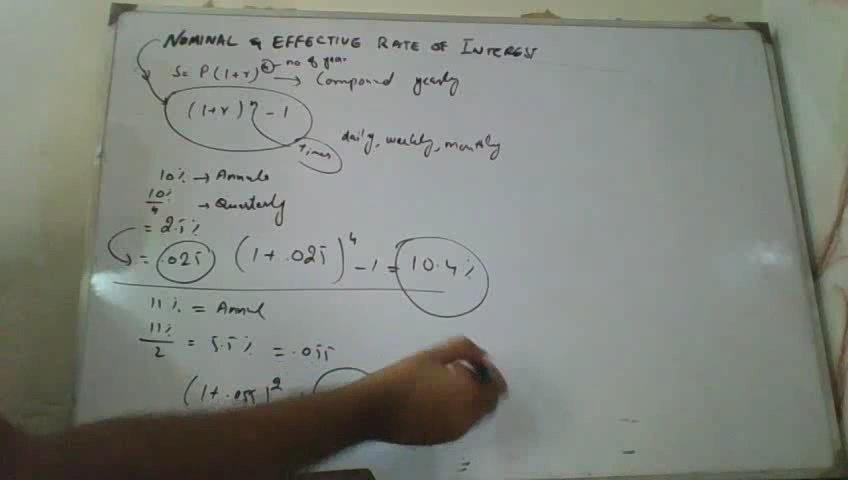 NOMINAL & EFFECTIVE RATE OF INTEREST
S = P(1+r)ⁿ no of year → Compound yearly
(1+r)ⁿ - 1
Times daily, weekly, monthly
10% → Annual
10%/4 → Quarterly
= 2.5%
= .025 (1 + .025)⁴ - 1 = 10.4%
11% = Annual
11%/2 = 5.5% = .055
(1 + .055)²